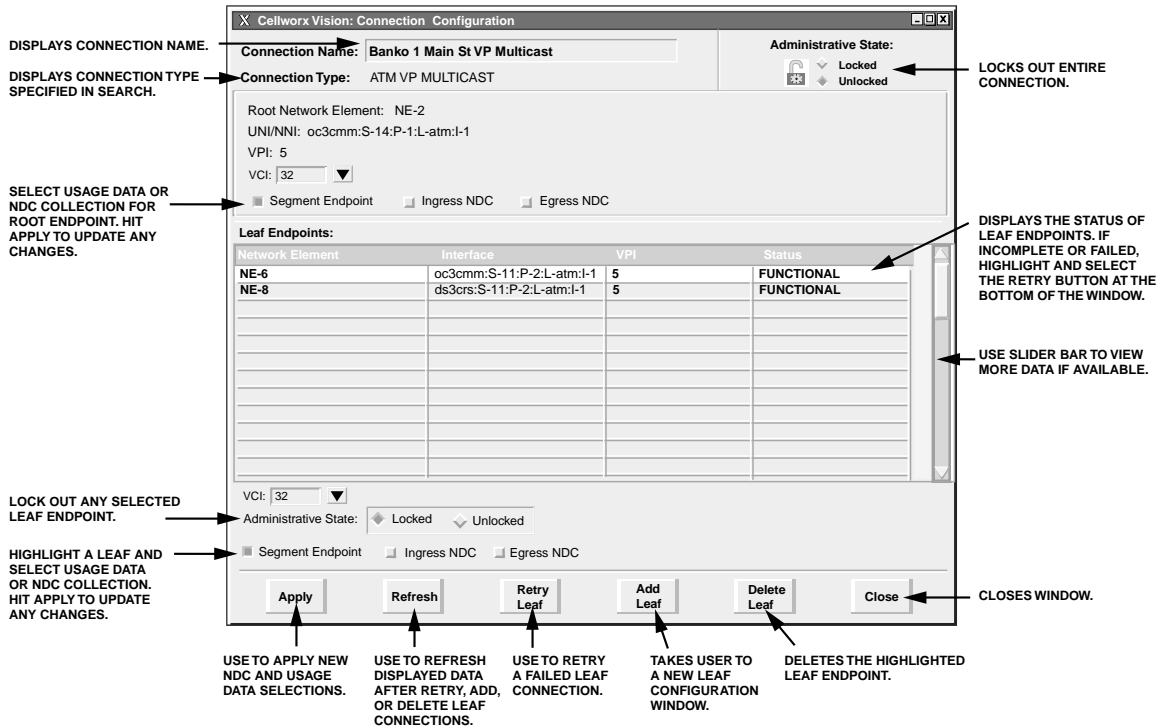 X Cellworx Vision: Connection Configuration
DISPLAYS CONNECTION NAME.
Connection Name: Banko 1 Main St VP Multicast
DISPLAYS CONNECTION TYPE
SPECIFIED IN SEARCH.
Connection Type: ATM VP MULTICAST
Administrative State:
Locked
Unlocked
LOCKS OUT ENTIRE
CONNECTION.
Root Network Element: NE-2
UNI/NNI: oc3cmm:S-14:P-1:L-atm:I-1
VPI: 5
VCI: 32
SELECT USAGE DATA OR
NDC COLLECTION FOR
ROOT ENDPOINT. HIT
APPLY TO UPDATE ANY
CHANGES.
Segment Endpoint Ingress NDC Egress NDC
Leaf Endpoints:
Network Element Interface VPI Status
NE-6 oc3cmm:S-11:P-2:L-atm:I-1 5 FUNCTIONAL
NE-8 ds3crs:S-11:P-2:L-atm:I-1 5 FUNCTIONAL
DISPLAYS THE STATUS OF
LEAF ENDPOINTS. IF
INCOMPLETE OR FAILED,
HIGHLIGHT AND SELECT
THE RETRY BUTTON AT THE
BOTTOM OF THE WINDOW.
USE SLIDER BAR TO VIEW
MORE DATA IF AVAILABLE.
VCI: 32
LOCK OUT ANY SELECTED
LEAF ENDPOINT.
Administrative State: Locked Unlocked
HIGHLIGHT A LEAF AND
SELECT USAGE DATA
OR NDC COLLECTION.
HIT APPLY TO UPDATE
ANY CHANGES.
Segment Endpoint Ingress NDC Egress NDC
Apply
Refresh
Retry
Leaf
Add
Leaf
Delete
Leaf
Close
CLOSES WINDOW.
USE TO APPLY NEW
NDC AND USAGE
DATA SELECTIONS.
USE TO REFRESH
DISPLAYED DATA
AFTER RETRY, ADD,
OR DELETE LEAF
CONNECTIONS.
USE TO RETRY
A FAILED LEAF
CONNECTION.
TAKES USER TO
A NEW LEAF
CONFIGURATION
WINDOW.
DELETES THE HIGHLIGHTED
LEAF ENDPOINT.